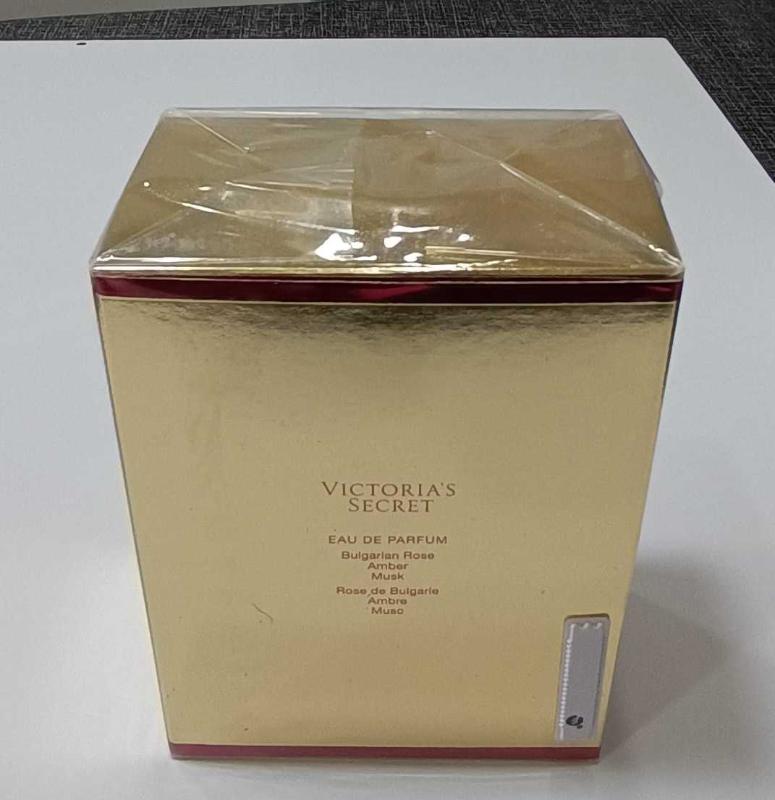 VICTORIA'S
SECRET
EAU DE PARFUM
Bulgarian Rose
Amber
Musk
Rose de Bulgarie
Ambre
Musc